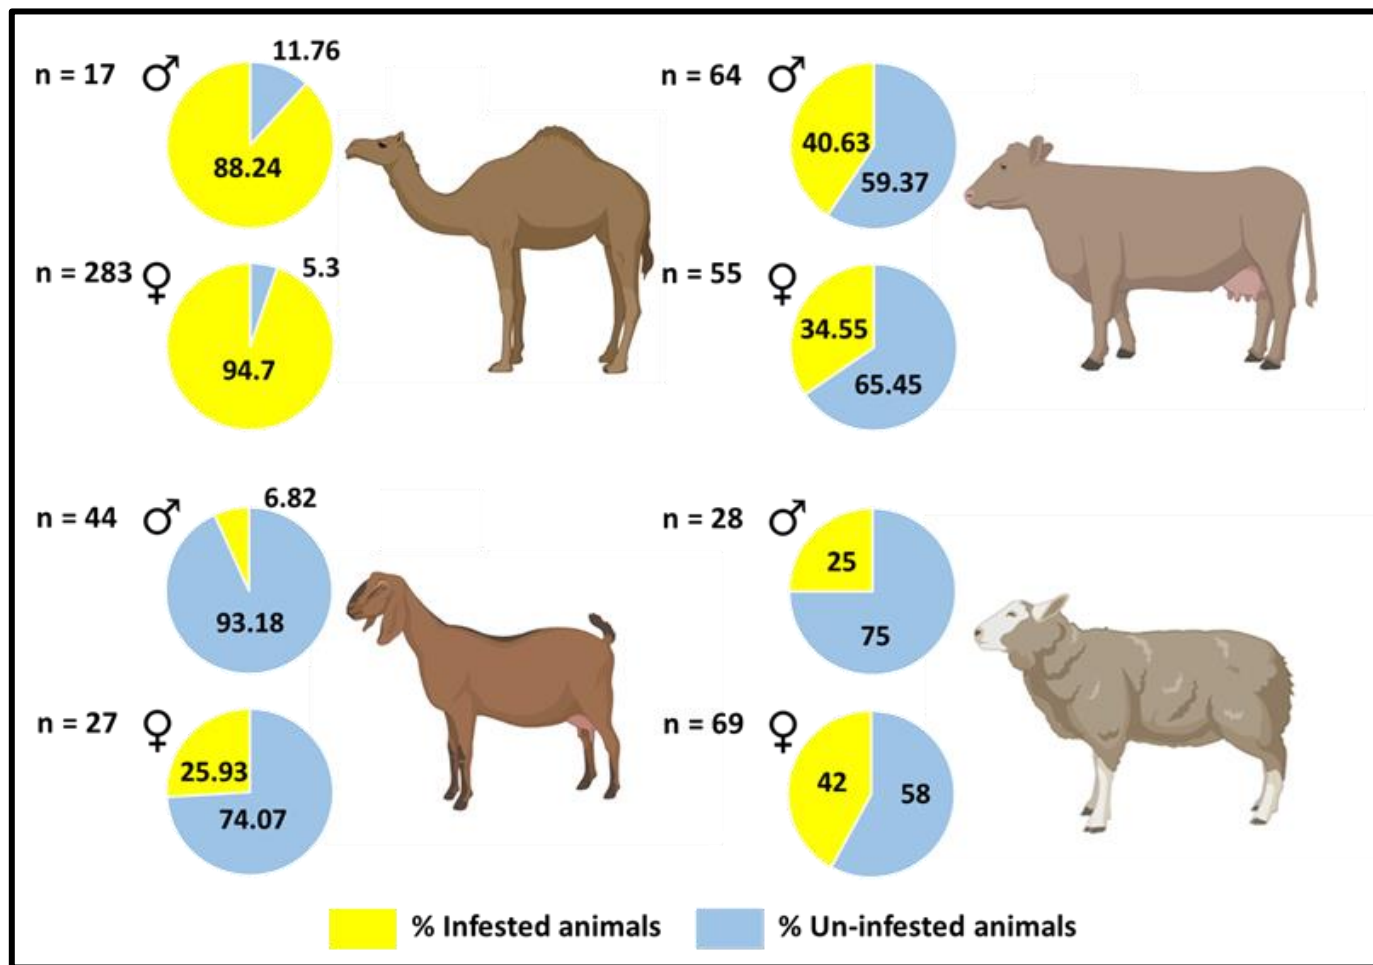 n = 17 ♂ 11.76
88.24
n = 283 ♀ 5.3
94.7
n = 64 ♂
40.63
59.37
n = 55 ♀
34.55
65.45
n = 44 ♂ 6.82
93.18
n = 27 ♀
25.93
74.07
n = 28 ♂
25
75
n = 69 ♀
42
58
% Infested animals
% Un-infested animals